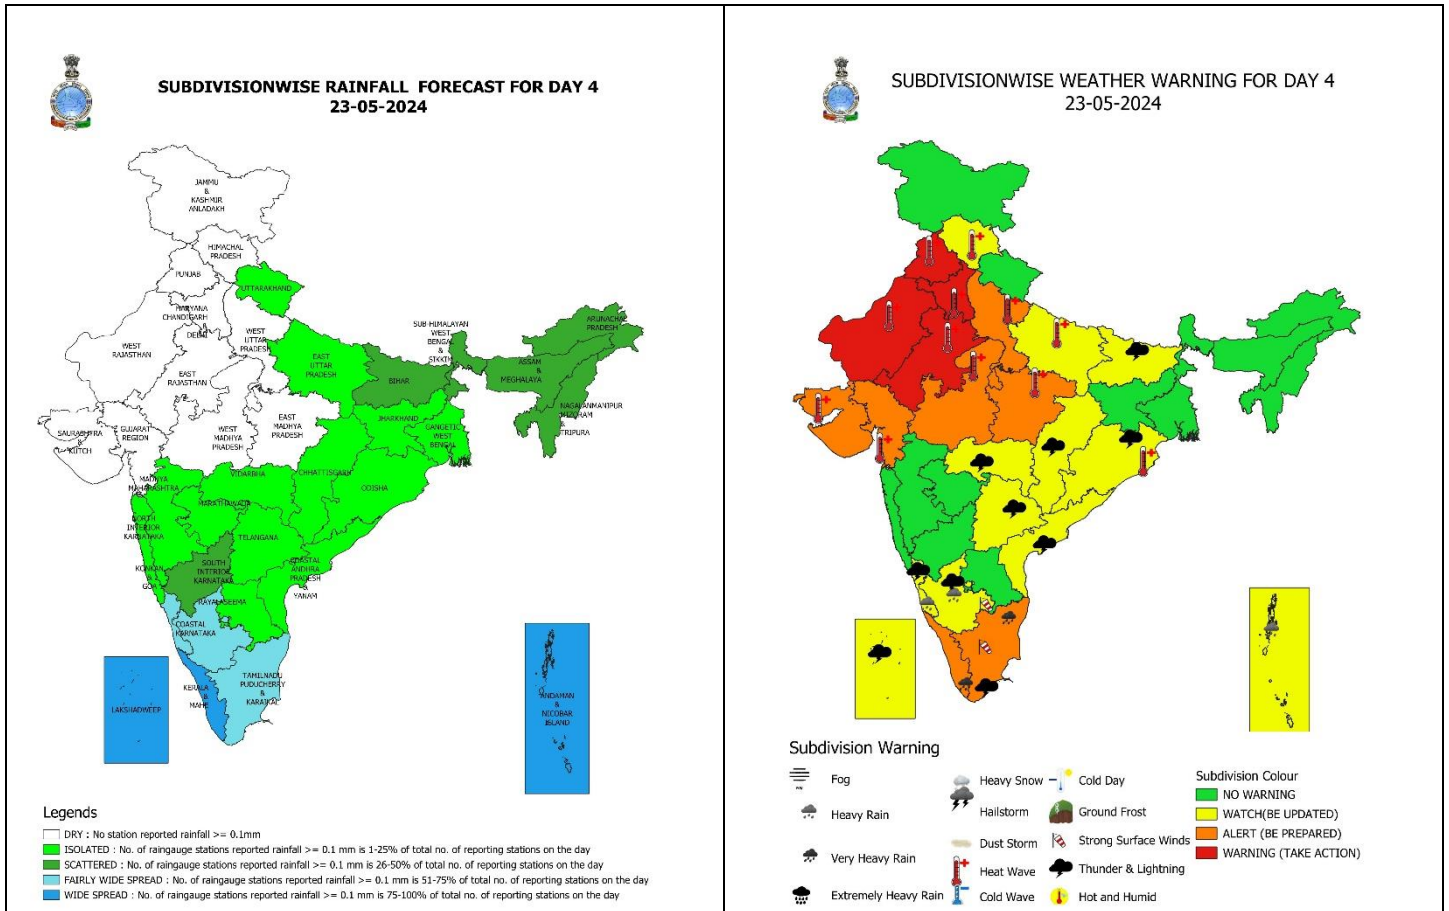 SUBDIVISIONWISE RAINFALL FORECAST FOR DAY 4
23-05-2024
JAMMU
&
KASHMIR
ANLADAKH
HIMACHAL
PRADESH
PUNJAB
UTTARAKHAND
HARYANA
CHANDIGARH
&
DELHI
WEST
UTTAR
PRADESH
WEST
RAJASTHAN
EAST
RAJASTHAN
EAST
UTTAR
PRADESH
SUB-HIMALAYAN
WEST
BENGAL
&
SIKKIM
ARUNACHAL
PRADESH
ASSAM
&
MEGHALAYA
BIHAR
NAGALANMANIPUR
MIZORAM
&
TRIPURA
JHARKHAND
GANGETIC
WEST
BENGAL
SAURASHTRA
&
KUTCH
GUJARAT
REGION
WEST
MADHYA
PRADESH
EAST
MADHYA
PRADESH
VIDARBHA
CHHATTISGARH
ODISHA
MADHYA
MAHARASHTRA
MARATHAWADA
NORTH
INTERIOR
KARNATAKA
TELANGANA
KONKAN
&
GOA
SOUTH
INTERIOR
KARNATAKA
COASTAL
ANDHRA
PRADESH
&
YANAM
RAYALASEEMA
COASTAL
KARNATAKA
KERALA
&
MAHE
TAMILNADU
PUDUCHERRY
&
KARAIKAL
LAKSHADWEEP
ANDAMAN
&
NICOBAR
ISLAND
Legends
DRY : No station reported rainfall >= 0.1mm
ISOLATED : No. of raingauge stations reported rainfall >= 0.1 mm is 1-25% of total no. of reporting stations on the day
SCATTERED : No. of raingauge stations reported rainfall >= 0.1 mm is 26-50% of total no. of reporting stations on the day
FAIRLY WIDE SPREAD : No. of raingauge stations reported rainfall >= 0.1 mm is 51-75% of total no. of reporting stations on the day
WIDE SPREAD : No. of raingauge stations reported rainfall >= 0.1 mm is 75-100% of total no. of reporting stations on the day
SUBDIVISIONWISE WEATHER WARNING FOR DAY 4
23-05-2024
Subdivision Warning
Fog
Heavy Rain
Very Heavy Rain
Extremely Heavy Rain
Heavy Snow
Hailstorm
Dust Storm
Heat Wave
Cold Wave
Cold Day
Ground Frost
Strong Surface Winds
Thunder & Lightning
Hot and Humid
Subdivision Colour
NO WARNING
WATCH(BE UPDATED)
ALERT (BE PREPARED)
WARNING (TAKE ACTION)